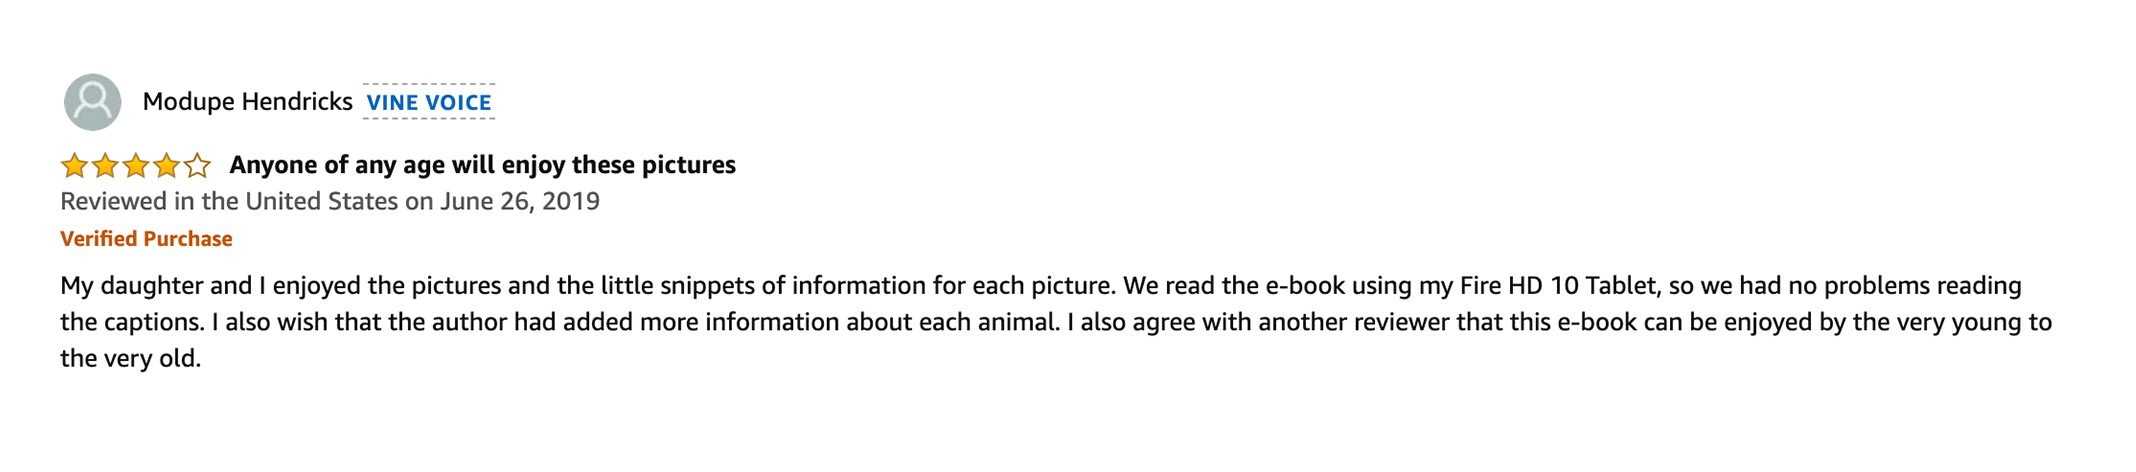 Modupe Hendricks VINE VOICE
Anyone of any age will enjoy these pictures
Reviewed in the United States on June 26, 2019
Verified Purchase
My daughter and I enjoyed the pictures and the little snippets of information for each picture. We read the e-book using my Fire HD 10 Tablet, so we had no problems reading
the captions. I also wish that the author had added more information about each animal. I also agree with another reviewer that this e-book can be enjoyed by the very young to
the very old.